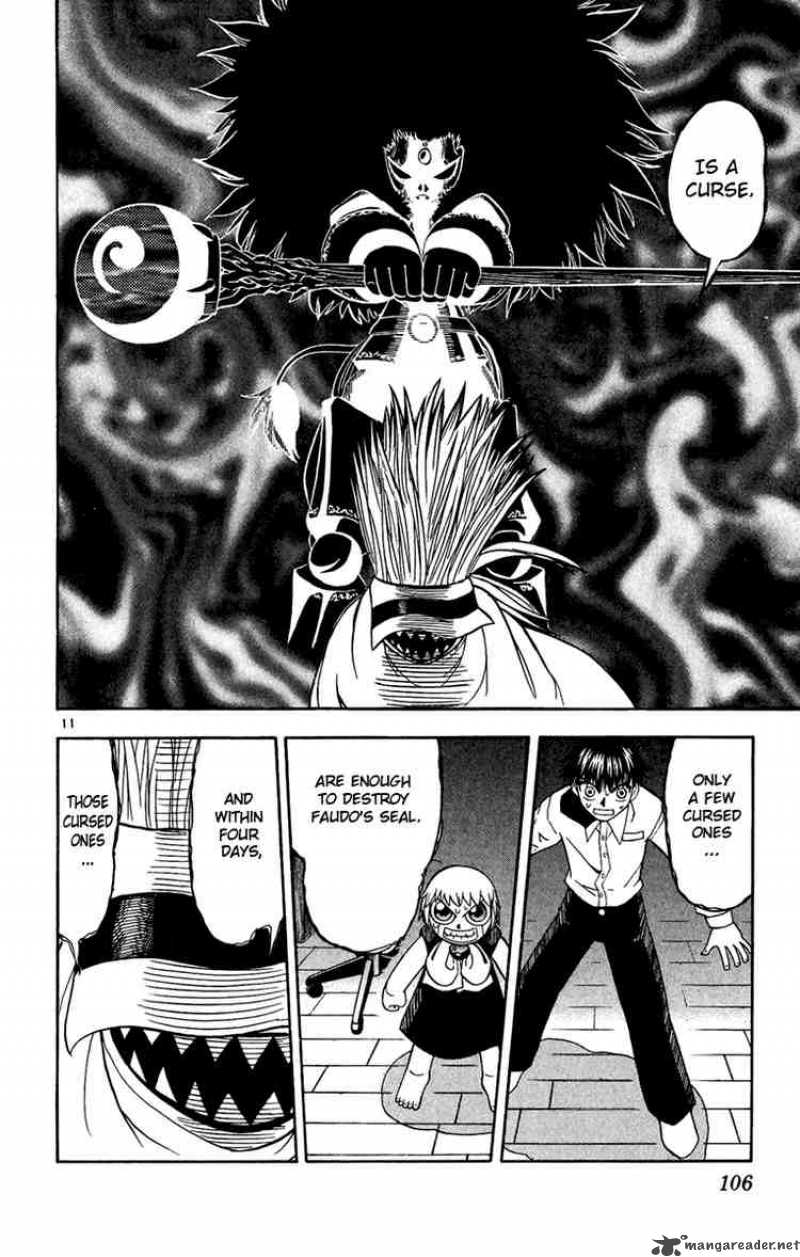 IS A
CURSE.
11
ONLY
A FEW
CURSED
ONES
...
ARE ENOUGH
TO DESTROY
FAUDO'S SEAL.
AND
WITHIN
FOUR
DAYS,
THOSE
CURSED
ONES
...
106
mangareader.net